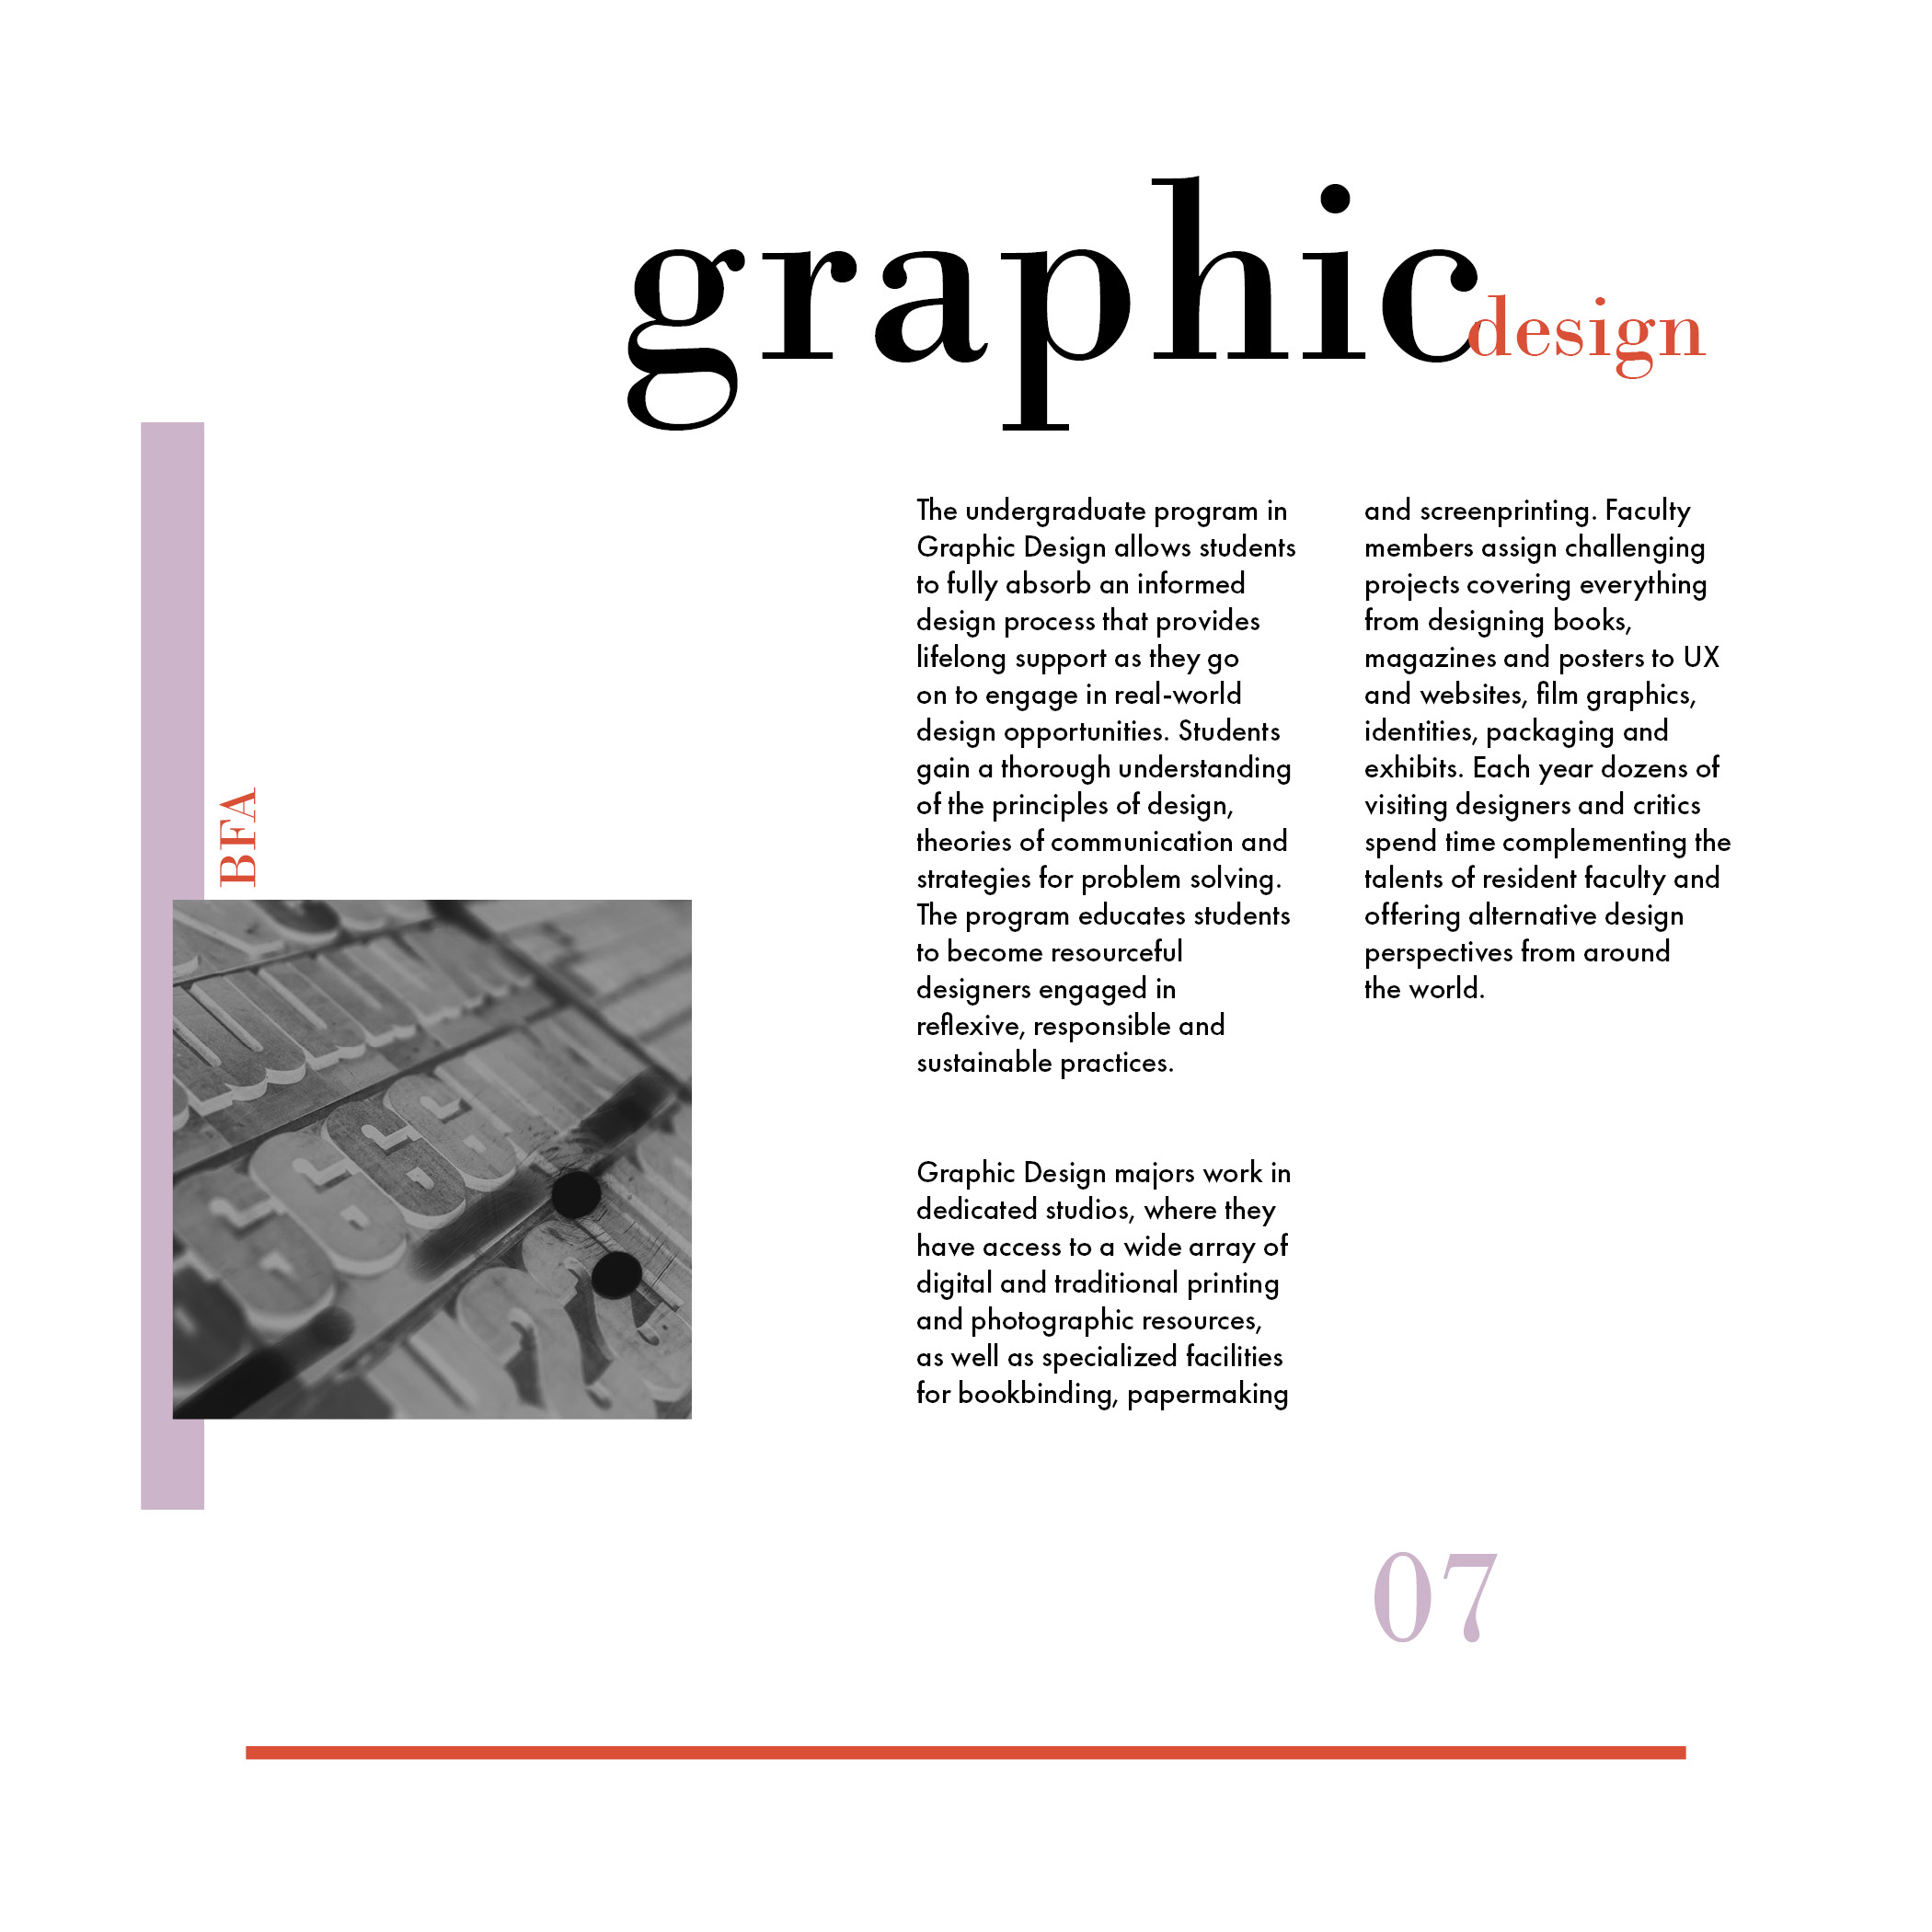 graphic
design
BFA
The undergraduate program in
Graphic Design allows students
to fully absorb an informed
design process that provides
lifelong support as they go
on to engage in real-world
design opportunities. Students
gain a thorough understanding
of the principles of design,
theories of communication and
strategies for problem solving.
The program educates students
to become resourceful
designers engaged in
reflexive, responsible and
sustainable practices.
Graphic Design majors work in
dedicated studios, where they
have access to a wide array of
digital and traditional printing
and photographic resources,
as well as specialized facilities
for bookbinding, papermaking
and screenprinting. Faculty
members assign challenging
projects covering everything
from designing books,
magazines and posters to UX
and websites, film graphics,
identities, packaging and
exhibits. Each year dozens of
visiting designers and critics
spend time complementing the
talents of resident faculty and
offering alternative design
perspectives from around
the world.
07